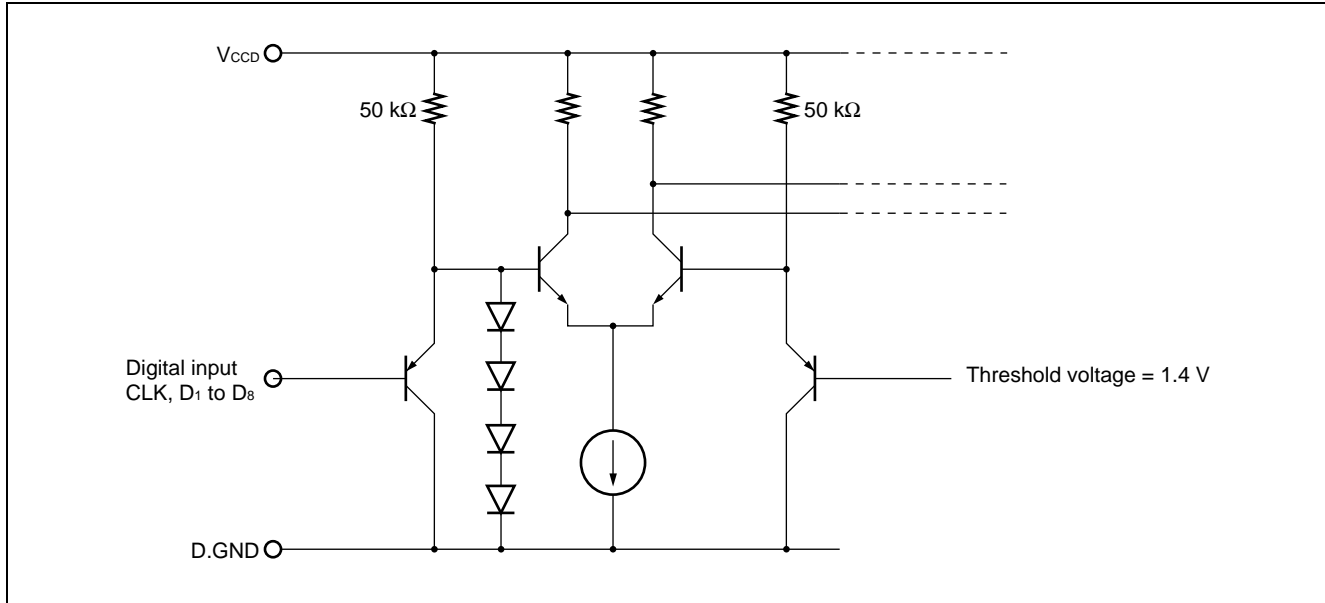 VCCD
50 kΩ
50 kΩ
Digital input
CLK, D1 to D8
Threshold voltage = 1.4 V
D.GND